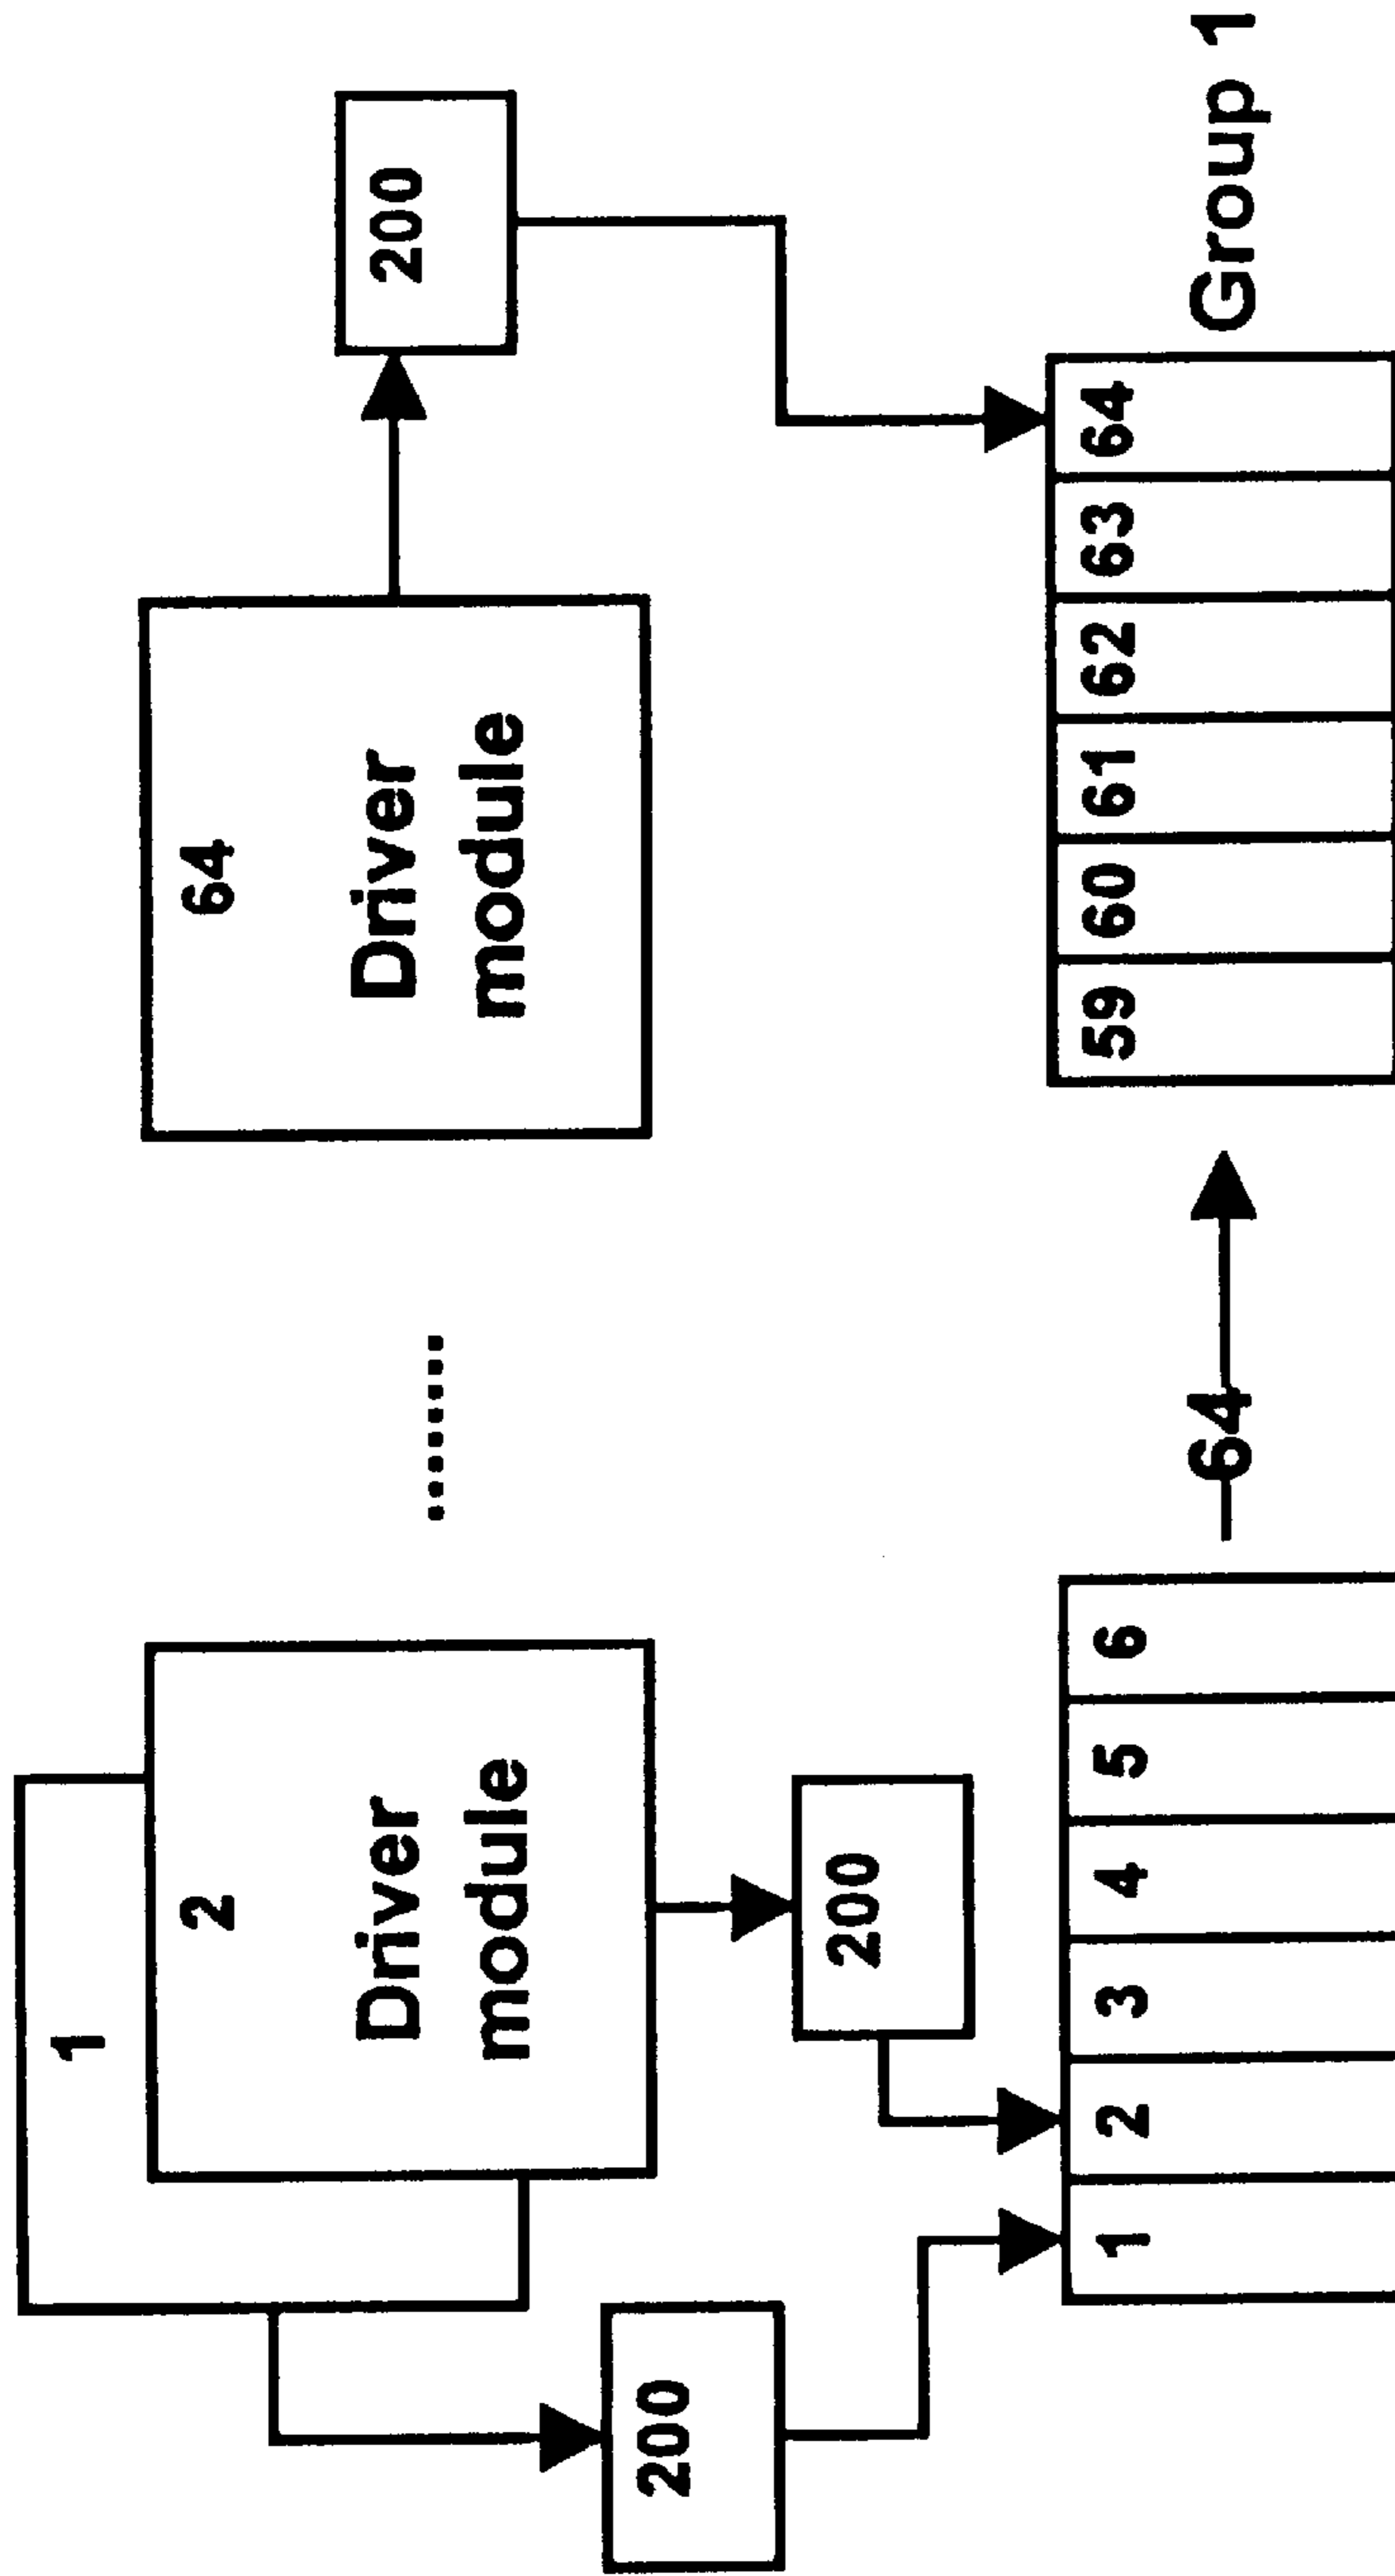 1
2
Driver
module
........
64
Driver
module
200
200
200
1 2 3 4 5 6
64
59 60 61 62 63 64
Group 1